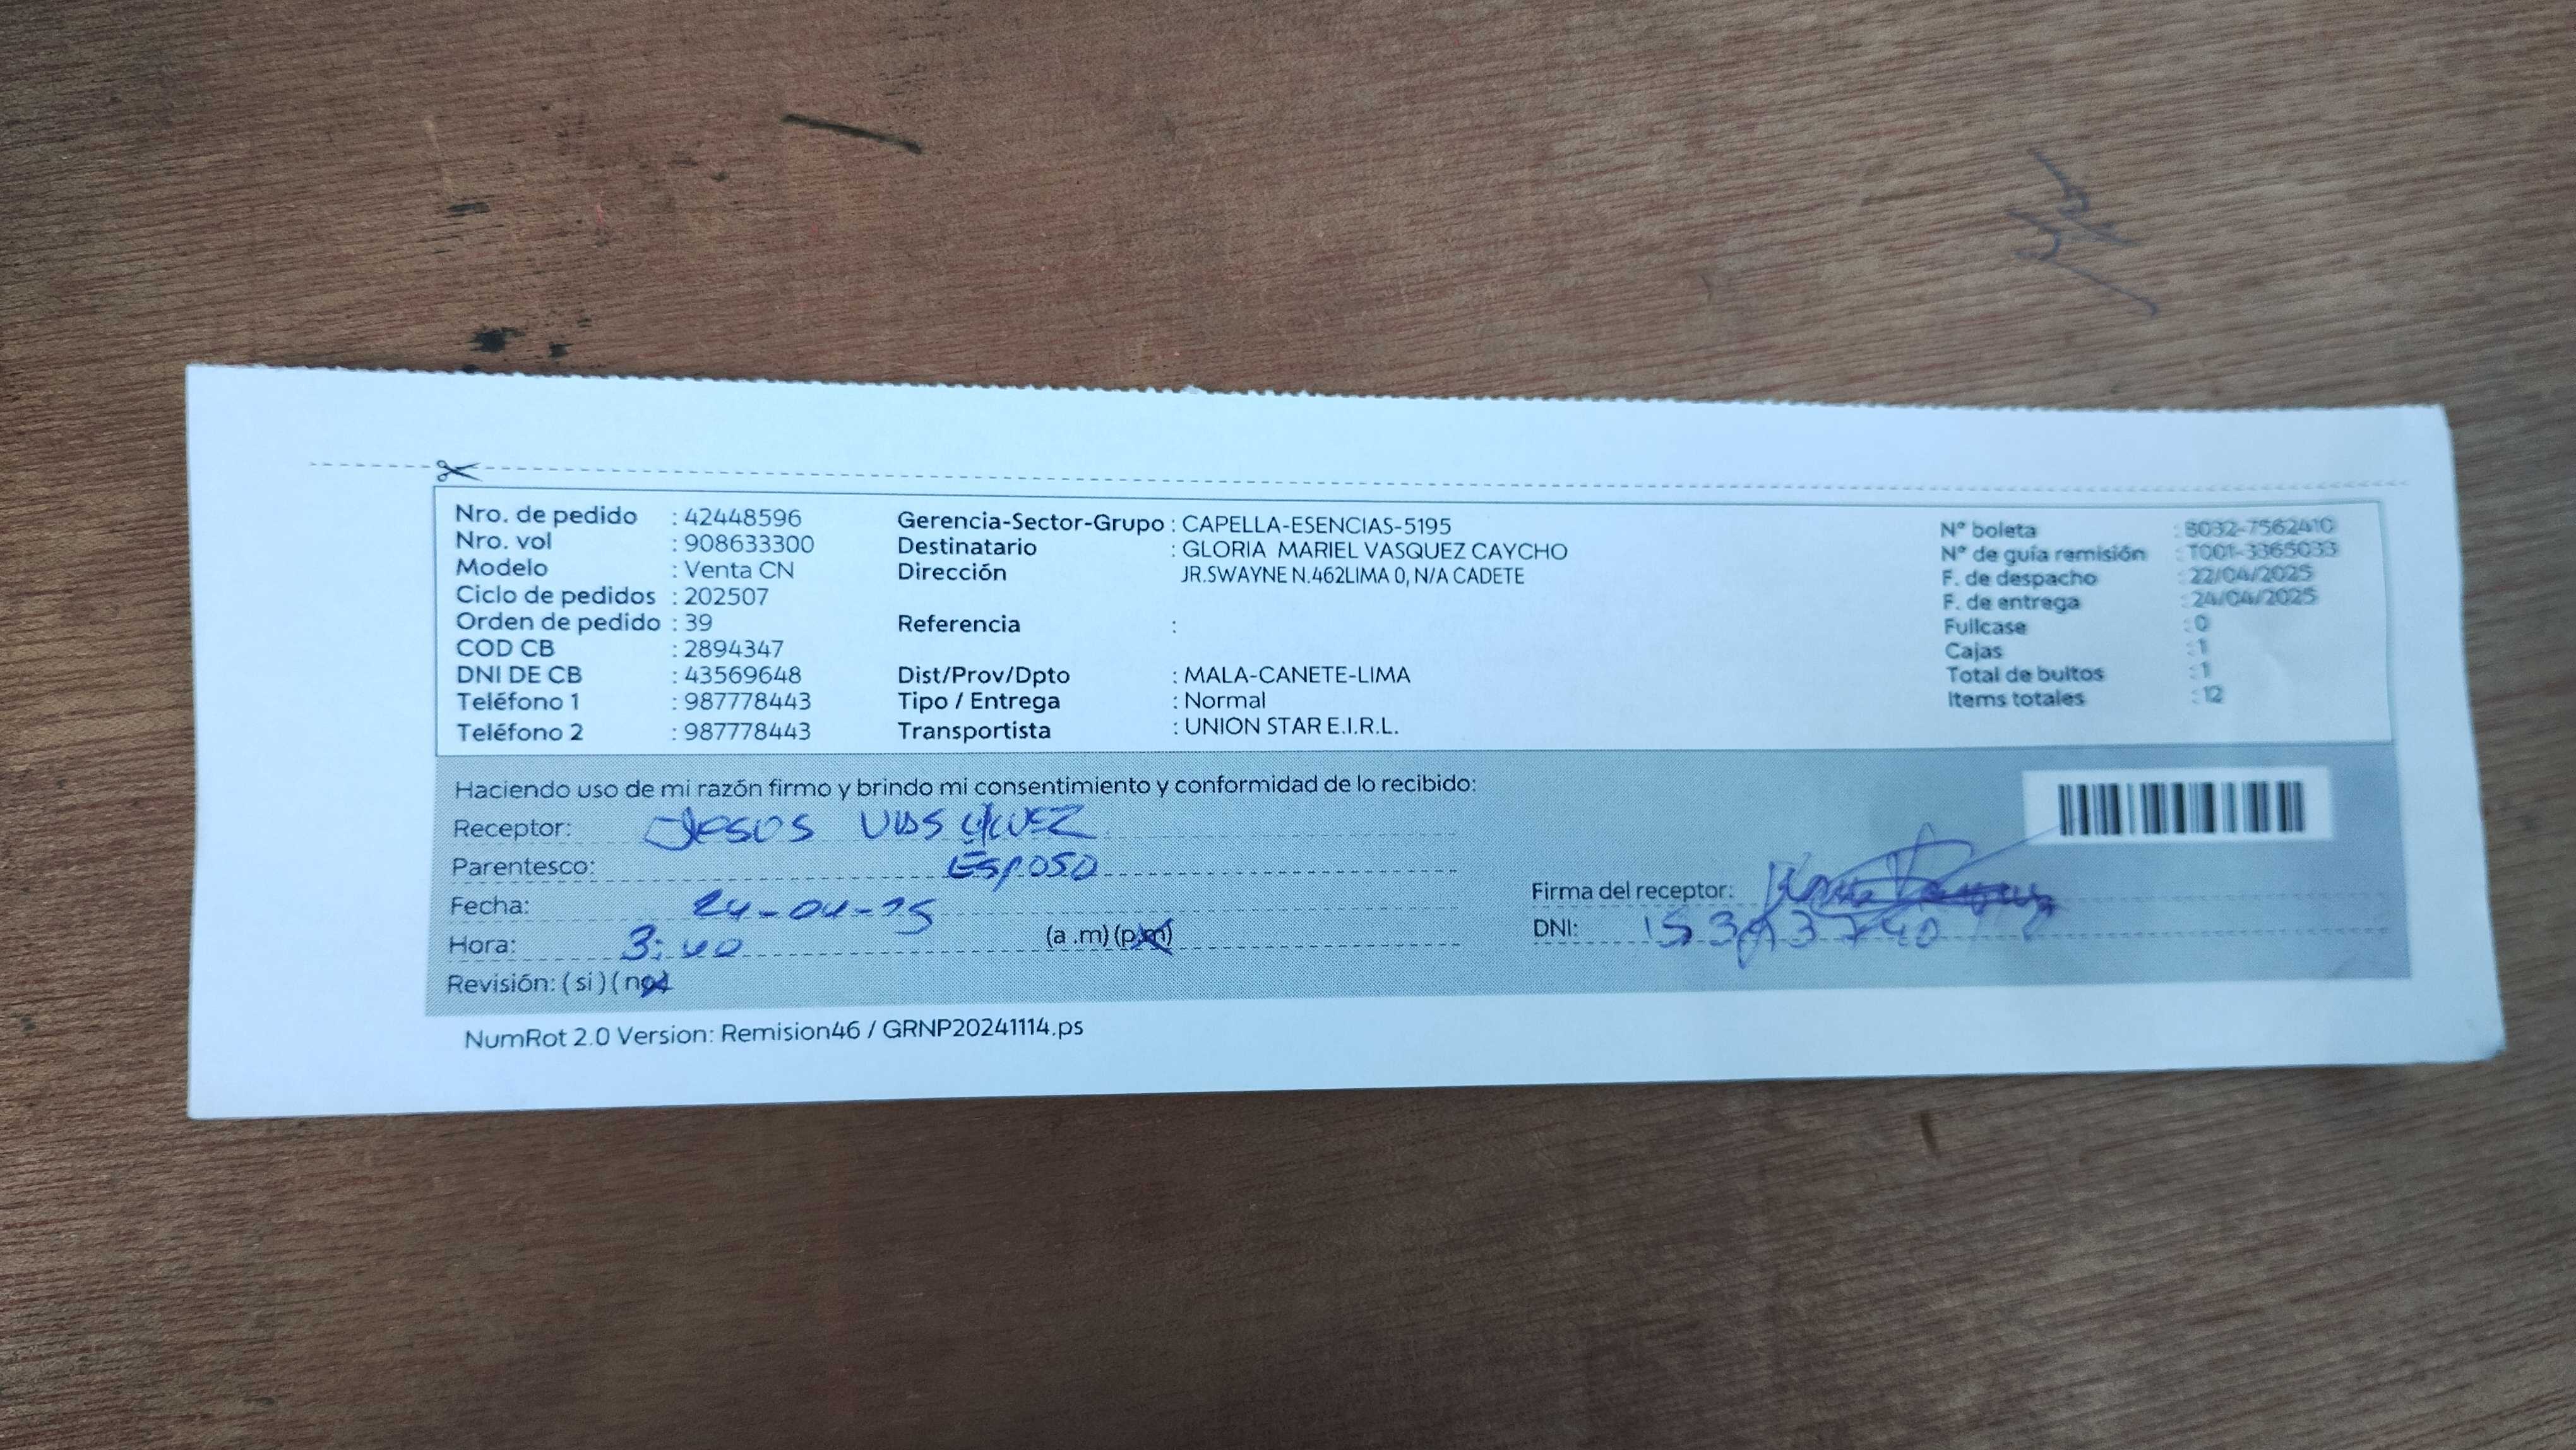 Nro. de pedido : 42448596
Nro. vol : 908633300
Modelo : Venta CN
Ciclo de pedidos : 202507
Orden de pedido : 39
COD CB : 2894347
DNI DE CB : 43569648
Teléfono 1 : 987778443
Teléfono 2 : 987778443
Gerencia-Sector-Grupo : CAPELLA-ESENCIAS-5195
Destinatario : GLORIA MARIEL VASQUEZ CAYCHO
Dirección JR.SWAYNE N.462LIMA 0, N/A CADETE
Referencia :
Dist/Prov/Dpto : MALA-CANETE-LIMA
Tipo / Entrega : Normal
Transportista : UNION STAR E.I.R.L.
Nº boleta : B032-7562410
Nº de guía remisión : T001-3365033
F. de despacho : 22/04/2025
F. de entrega : 24/04/2025
Fullcase : 0
Cajas : 1
Total de bultos : 1
Items totales : 12
Haciendo uso de mi razón firmo y brindo mi consentimiento y conformidad de lo recibido:
Receptor: Jesos
Parentesco: Esposo
Fecha: 24-04-25
Hora: 3:40 (a .m) (p.m)
Revisión: ( si ) ( no )
Firma del receptor:
DNI:
NumRot 2.0 Version: Remision46 / GRNP20241114.ps